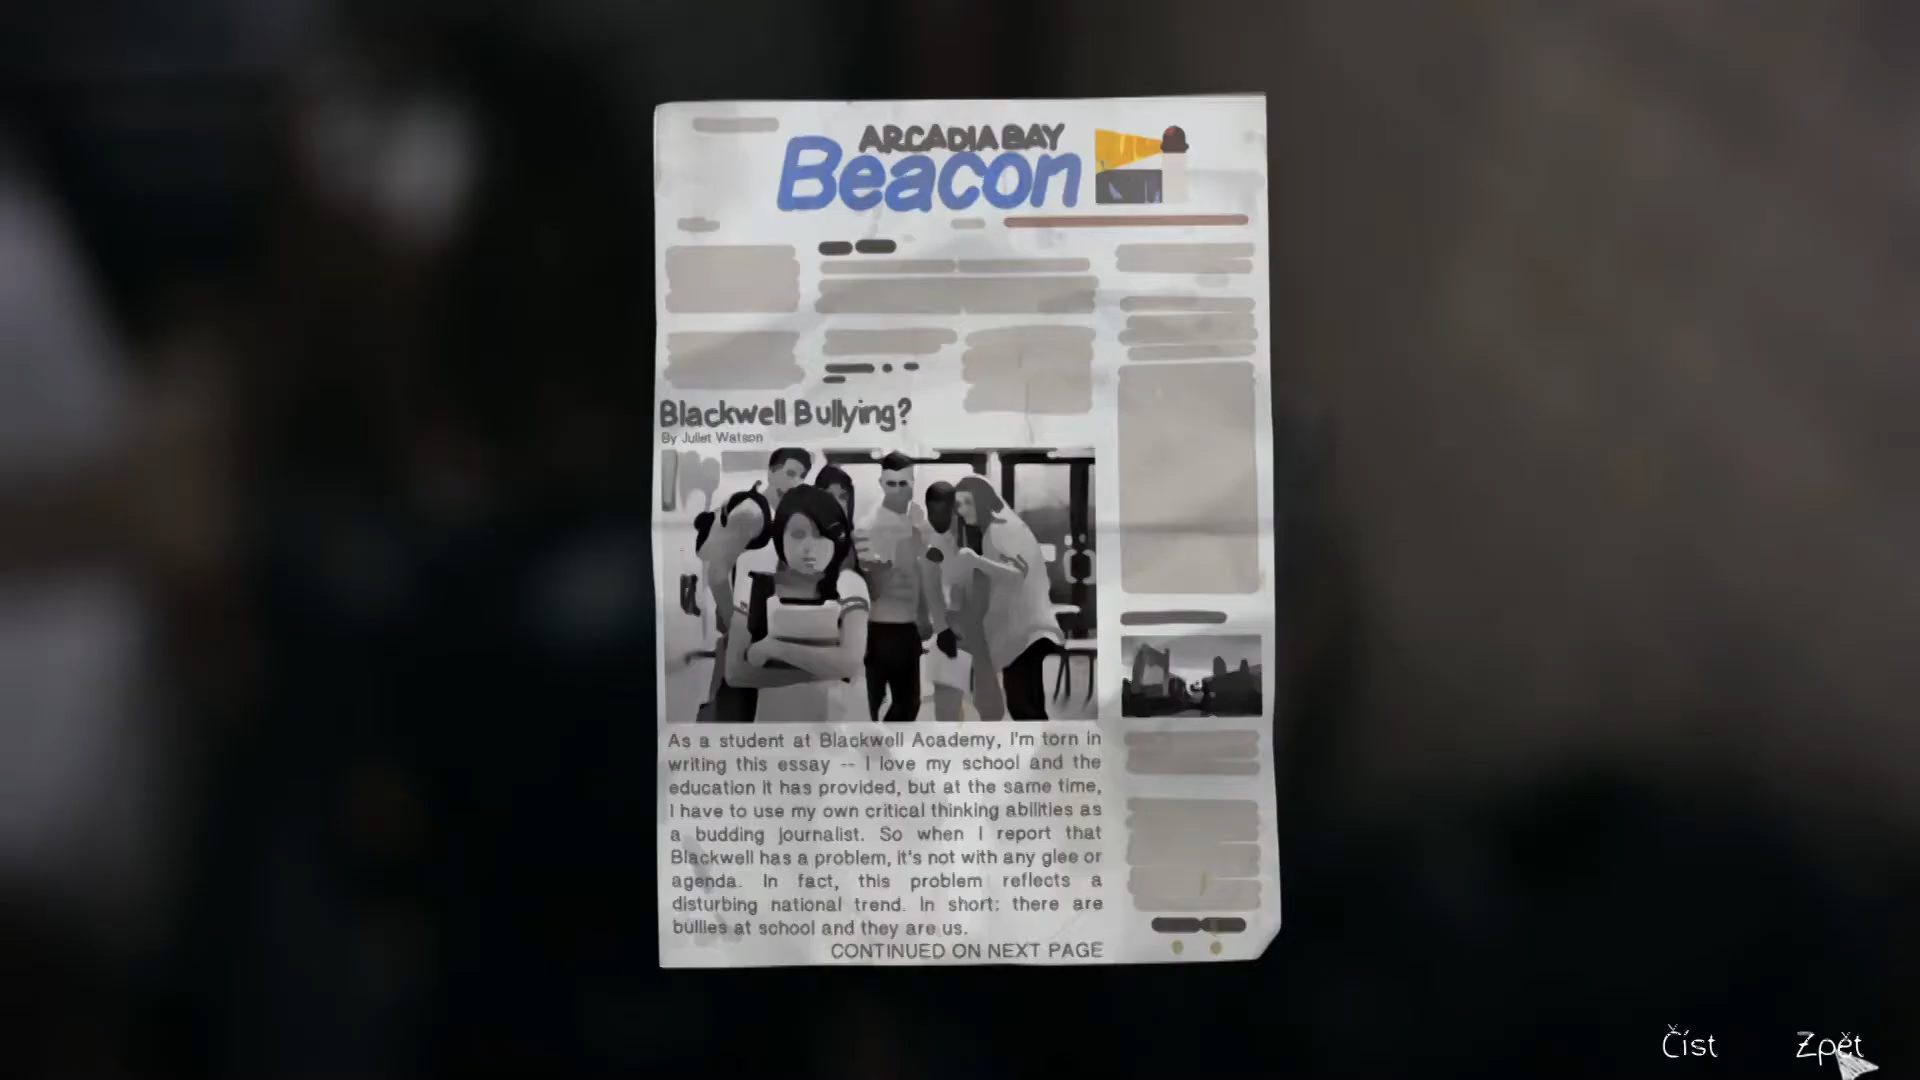 ARCADIA BAY
Beacon
Blackwell Bullying?
By Juliet Watson
As a student at Blackwell Academy, I'm torn in
writing this essay -- I love my school and the
education it has provided, but at the same time,
I have to use my own critical thinking abilities as
a budding journalist. So when I report that
Blackwell has a problem, it's not with any glee or
agenda. In fact, this problem reflects a
disturbing national trend. In short: there are
bullies at school and they are us.
CONTINUED ON NEXT PAGE
Číst
Zpět